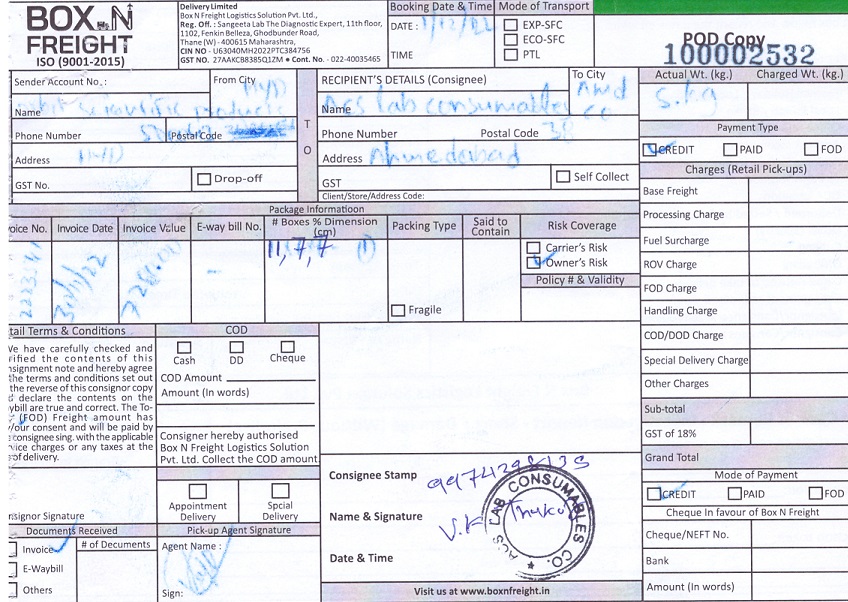 BOX N
FREIGHT
ISO (9001-2015)
Delivery Limited
Box N Freight Logistics Solution Pvt. Ltd.,
Reg. Off. : Sangeeta Lab The Diagnostic Expert, 11th floor,
1102, Fenkin Belleza, Ghodbunder Road,
Thane (W) - 400615 Maharashtra,
CIN NO - U63040MH2022PTC384756
GST NO. 27AAKCB8385Q1ZM • Cont. No. -022-40035465
Booking Date & Time
DATE : 1/12/22
TIME
Mode of Transport
EXP-SFC
ECO-SFC
PTL
POD Copy
100002532
Sender Account No.:
From City
Name Scientific products
Phone Number
Postal Code
Address
GST No.
Drop-off
TO
RECIPIENT'S DETAILS (Consignee)
To City
Amd
Name ACS lab consumables co
Phone Number
Postal Code 38
Address Ahmedabad
GST
Self Collect
Client/Store/Address Code:
Actual Wt. (kg.)
Charged Wt. (kg.)
5.kg
Payment Type
CREDIT
PAID
FOD
Charges (Retail Pick-ups)
Base Freight
Processing Charge
Fuel Surcharge
ROV Charge
FOD Charge
Handling Charge
COD/DOD Charge
Special Delivery Charge
Other Charges
Sub-total
GST of 18%
Grand Total
Package Informatioon
voice No.
Invoice Date
Invoice Value
E-way bill No.
# Boxes % Dimension
(cm)
Packing Type
Said to
Contain
Risk Coverage
30/11/22
-
11,7,7 (1)
Fragile
Carrier's Risk
Owner's Risk
Policy # & Validity
tail Terms & Conditions
We have carefully checked and
rified the contents of this
nsignment note and hereby agree
the terms and conditions set out
the reverse of this consignor copy
d declare the contents on the
ybill are true and correct. The To-
(FOD) Freight amount has
your consent and will be paid by
consignee sing. with the applicable
vice charges or any taxes at the
of delivery.
COD
Cash
DD
Cheque
COD Amount
Amount (In words)
Consigner hereby authorised
Box N Freight Logistics Solution
Pvt. Ltd. Collect the COD amount
nsignor Signature
Appointment
Delivery
Spcial
Delivery
Documents Received
Invoice
E-Waybill
Others
# of Documents
Pick-up Agent Signature
Agent Name :
Sign:
Consignee Stamp
Name & Signature
V.K Thakor
Date & Time
ACS LAB CONSUMABLES CO.
Visit us at www.boxnfreight.in
Mode of Payment
CREDIT
PAID
FOD
Cheque In favour of Box N Freight
Cheque/NEFT No.
Bank
Amount (In words)